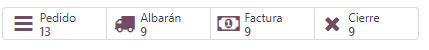 Pedido
13
Albarán
9
Factura
9
Cierre
9